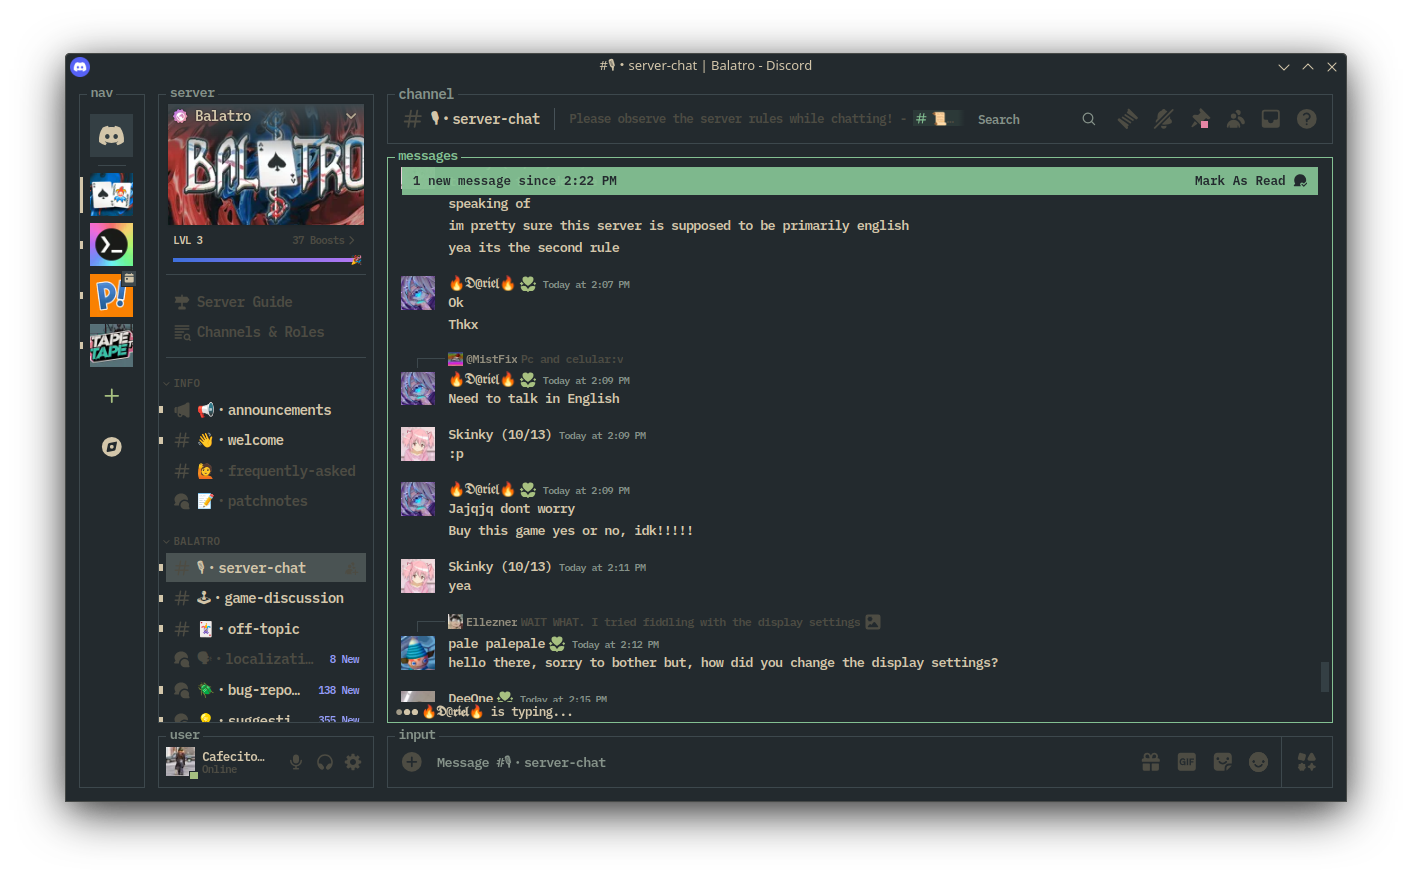 #🎙・server-chat | Balatro - Discord
nav
server
Balatro
BALATRO
LVL 3
37 Boosts
Server Guide
Channels & Roles
INFO
📢・announcements
👋・welcome
🙋・frequently-asked
📝・patchnotes
BALATRO
🎙・server-chat
🕹・game-discussion
🃏・off-topic
🗣・localizati… 8 New
🪲・bug-repo… 138 New
💡・suggesti 355 New
user
Cafecito…
Online
channel
🎙・server-chat
Please observe the server rules while chatting! - # 📜
Search
messages
1 new message since 2:22 PM
Mark As Read
speaking of
im pretty sure this server is supposed to be primarily english
yea its the second rule
🔥𝕯@𝖗𝖎𝖊𝖑🔥 Today at 2:07 PM
Ok
Thkx
@MistFix Pc and celular:v
🔥𝕯@𝖗𝖎𝖊𝖑🔥 Today at 2:09 PM
Need to talk in English
Skinky (10/13) Today at 2:09 PM
:p
🔥𝕯@𝖗𝖎𝖊𝖑🔥 Today at 2:09 PM
Jajqjq dont worry
Buy this game yes or no, idk!!!!!
Skinky (10/13) Today at 2:11 PM
yea
Ellezner WAIT WHAT. I tried fiddling with the display settings
pale palepale Today at 2:12 PM
hello there, sorry to bother but, how did you change the display settings?
DeeOne Today at 2:15 PM
🔥𝕯@𝖗𝖎𝖊𝖑🔥 is typing...
input
Message #🎙・server-chat
GIF
P!
TAPE
TAPE